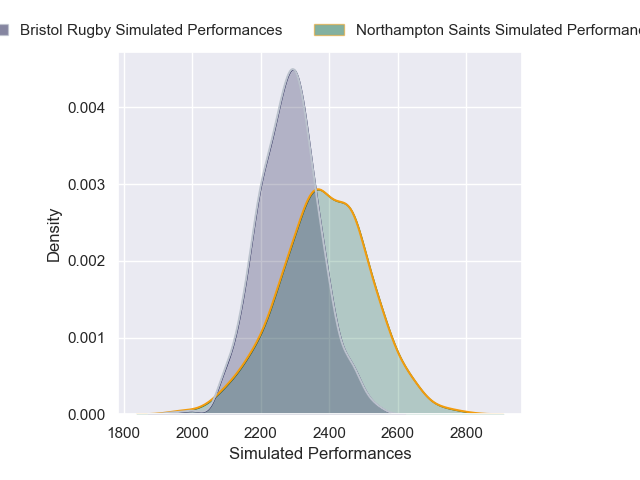 Bristol Rugby Simulated Performances
Northampton Saints Simulated
0.004
0.003
0.002
0.001
0.000
Density
1800 2000 2200 2400 2600 2800
Simulated Performances